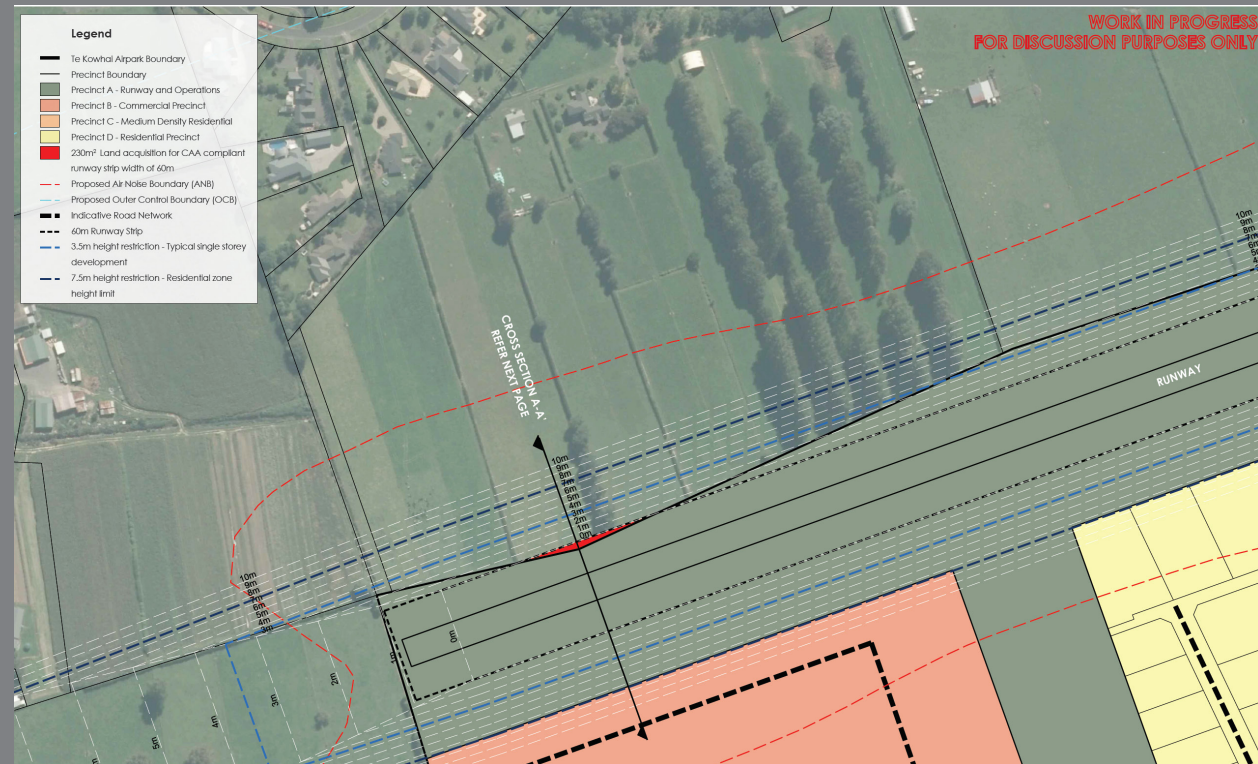 WORK IN PROGRESS
FOR DISCUSSION PURPOSES ONLY
Legend
Te Kowhai Airpark Boundary
Precinct Boundary
Precinct A - Runway and Operations
Precinct B - Commercial Precinct
Precinct C - Medium Density Residential
Precinct D - Residential Precinct
230m² Land acquisition for CAA compliant
runway strip width of 60m
Proposed Air Noise Boundary (ANB)
Proposed Outer Control Boundary (OCB)
Indicative Road Network
60m Runway Strip
3.5m height restriction - Typical single storey
development
7.5m height restriction - Residential zone
height limit
10m
9m
8m
7m
6m
CROSS SECTION A-A'
REFER NEXT PAGE
RUNWAY
10m
9m
8m
7m
6m
5m
4m
3m
2m
1m
0m
10m
9m
8m
7m
6m
5m
4m
3m
0m
2m
3m
4m
5m